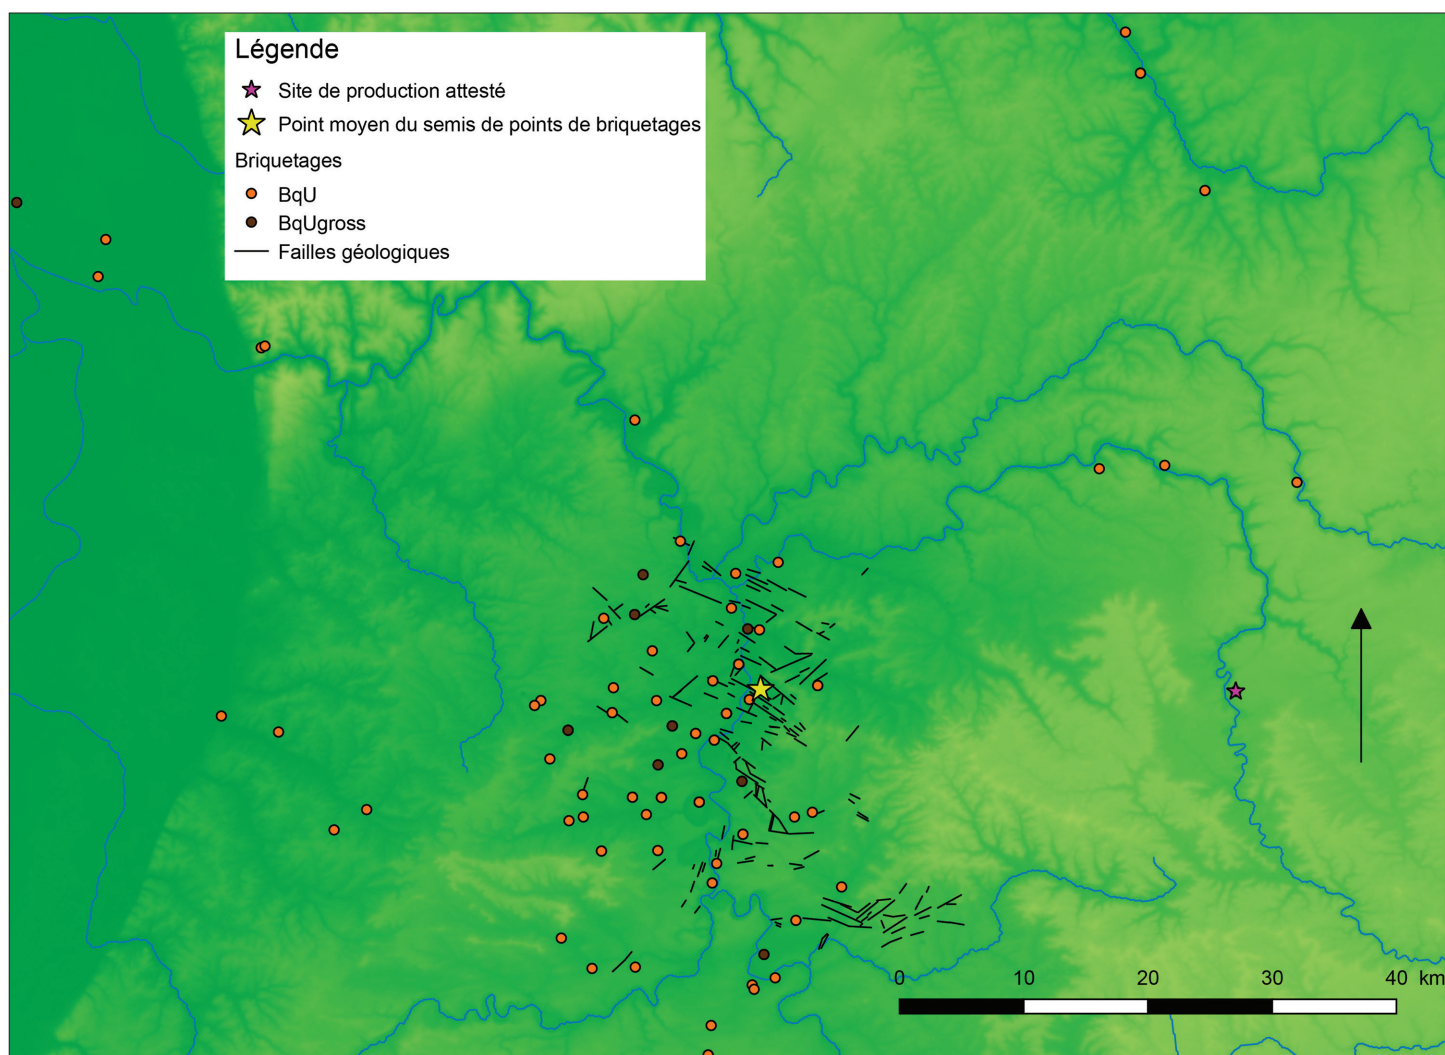 Légende
Site de production attesté
Point moyen du semis de points de briquetages
Briquetages
BqU
BqUgross
Failles géologiques
0 10 20 30 40 km